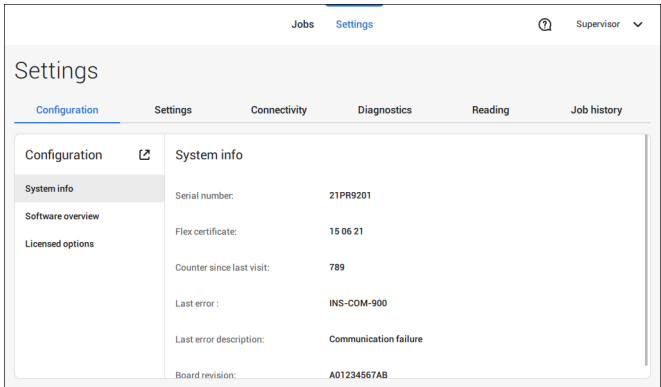 Jobs Settings Supervisor
Settings
Configuration Settings Connectivity Diagnostics Reading Job history
Configuration
System info
Software overview
Licensed options
System info
Serial number: 21PR9201
Flex certificate: 15 06 21
Counter since last visit: 789
Last error : INS-COM-900
Last error description: Communication failure
Board revision: A01234567AB